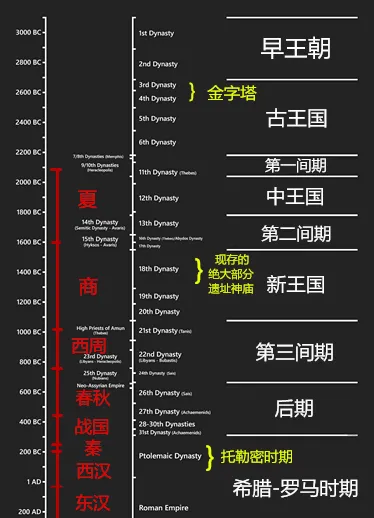 3000 BC
1st Dynasty
早王朝
2800 BC
2nd Dynasty
3rd Dynasty
金字塔
2600 BC
4th Dynasty
5th Dynasty
古王国
2400 BC
6th Dynasty
2200 BC
7/8th Dynasties (Memphis)
9/10th Dynasties
(Heracleopolis)
第一间期
11th Dynasty (Thebes)
2000 BC
夏
12th Dynasty
中王国
1800 BC
14th Dynasty
(Semitic Dynasty - Avaris)
13th Dynasty
第二间期
15th Dynasty
(Hyksos - Avaris)
16th Dynasty (Thebes)/Abydos Dynasty
1600 BC
17th Dynasty
现存的
绝大部分
遗址神庙
18th Dynasty
1400 BC
商
新王国
19th Dynasty
1200 BC
20th Dynasty
High Priests of Amun
(Thebes)
21st Dynasty (Tanis)
1000 BC
西周
第三间期
23rd Dynasty
(Libyans - Heracleopolis)
22nd Dynasty
(Libyans - Bubastis)
800 BC
25th Dynasty
(Nubians)
24th Dynasty (Sais)
Neo-Assyrian Empire
春秋
26th Dynasty (Sais)
600 BC
后期
27th Dynasty (Achaemenids)
战国
28-30th Dynasties
400 BC
31st Dynasty (Achaemenids)
秦
200 BC
Ptolemaic Dynasty
托勒密时期
西汉
1 AD
希腊-罗马时期
东汉
Roman Empire
200 AD